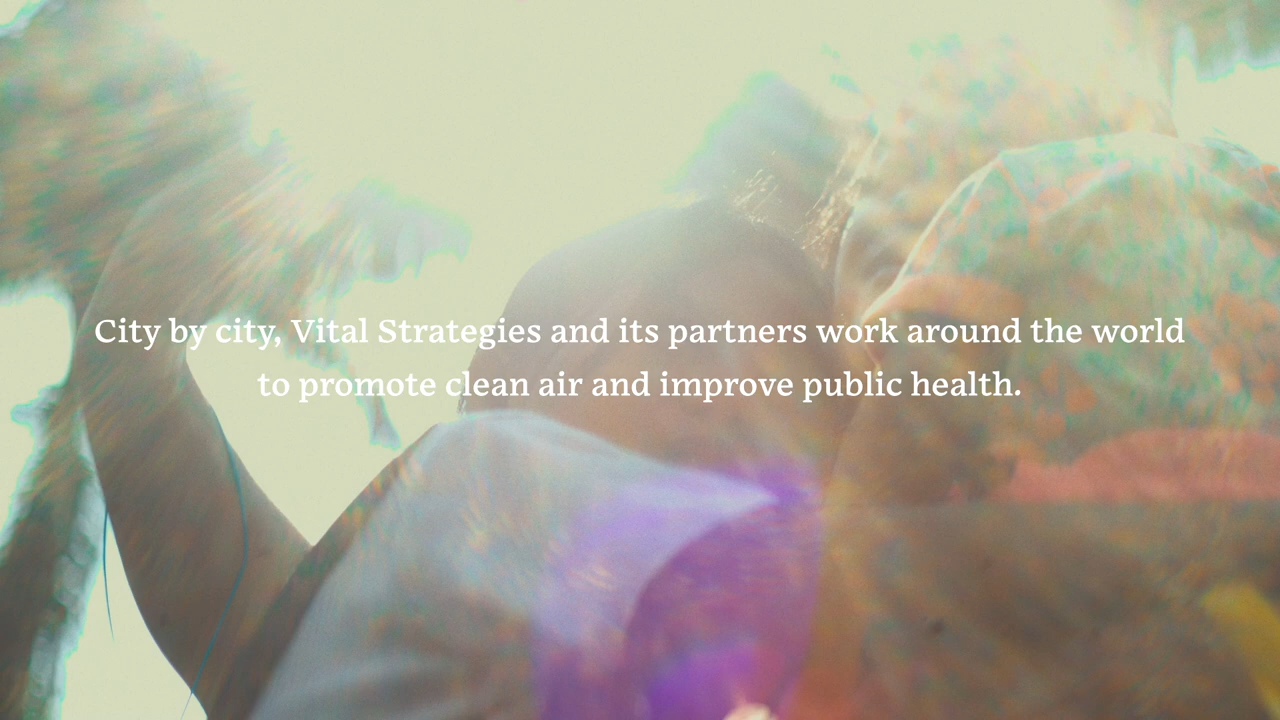 City by city, Vital Strategies and its partners work around the world
to promote clean air and improve public health.